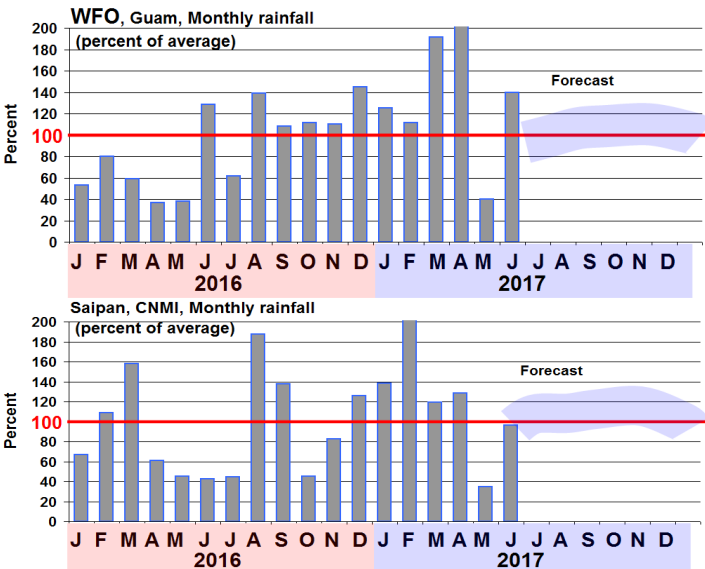 WFO, Guam, Monthly rainfall
(percent of average)
200
180
160
140
120
100
80
60
40
20
0
Percent
Forecast
J F M A M J J A S O N D J F M A M J J A S O N D
2016 2017
Saipan, CNMI, Monthly rainfall
(percent of average)
200
180
160
140
120
100
80
60
40
20
0
Percent
Forecast
J F M A M J J A S O N D J F M A M J J A S O N D
2016 2017